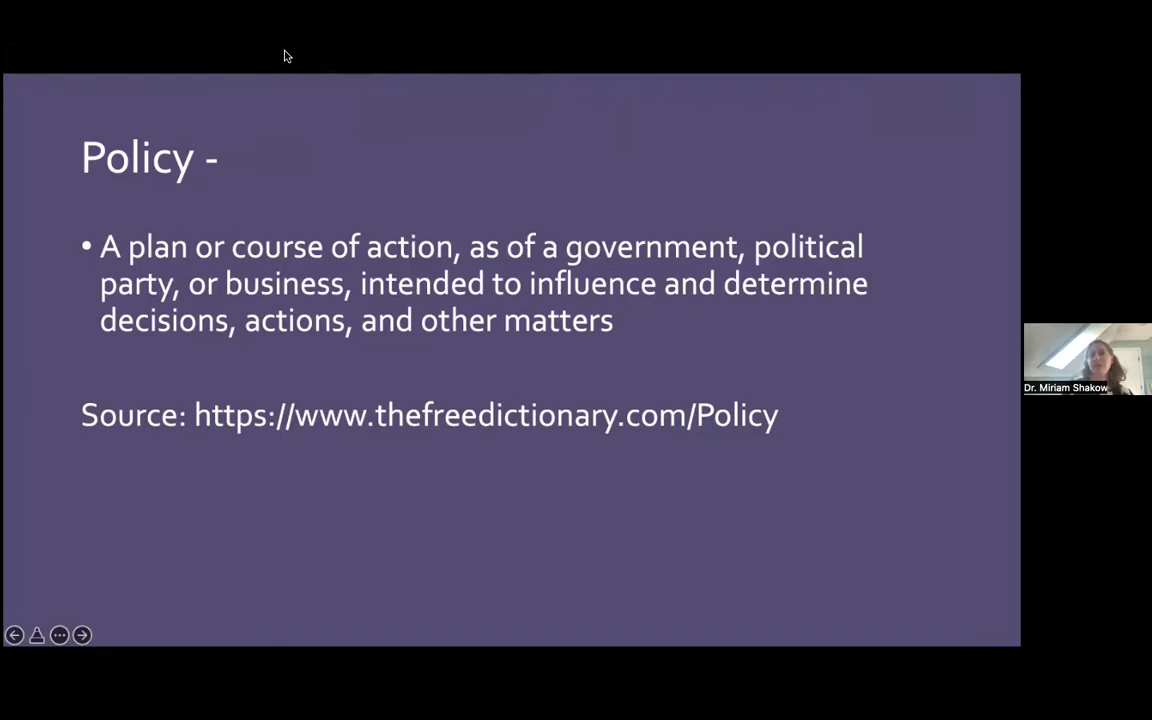 Policy -
• A plan or course of action, as of a government, political
party, or business, intended to influence and determine
decisions, actions, and other matters
Source: https://www.thefreedictionary.com/Policy
Dr. Miriam Shakow